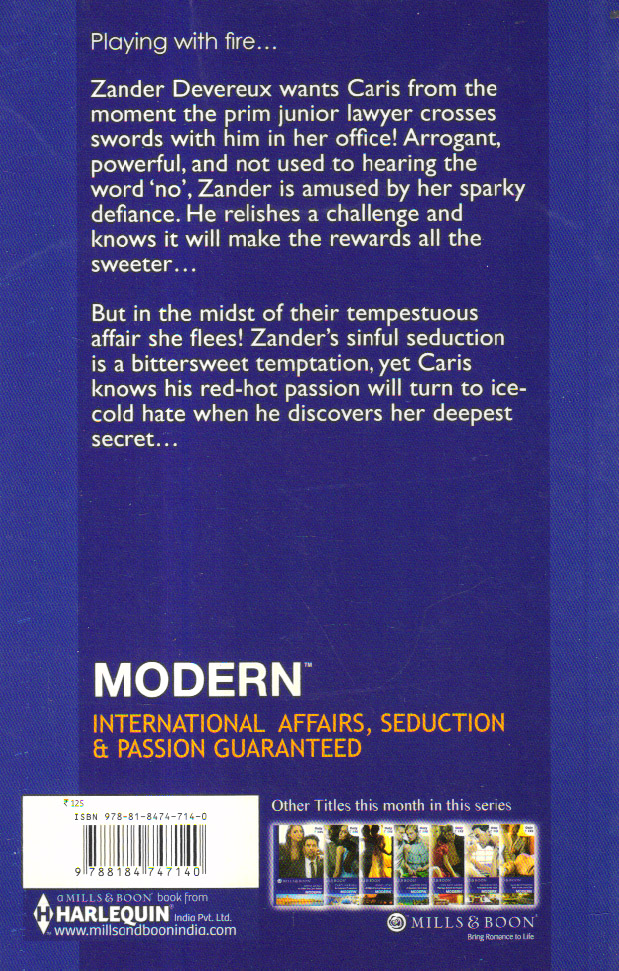 Playing with fire...
Zander Devereux wants Caris from the
moment the prim junior lawyer crosses
swords with him in her office! Arrogant,
powerful, and not used to hearing the
word ‘no’, Zander is amused by her sparky
defiance. He relishes a challenge and
knows it will make the rewards all the
sweeter...
But in the midst of their tempestuous
affair she flees! Zander’s sinful seduction
is a bittersweet temptation, yet Caris
knows his red-hot passion will turn to ice-
cold hate when he discovers her deepest
secret...
MODERN™
INTERNATIONAL AFFAIRS, SEDUCTION
& PASSION GUARANTEED
₹125
ISBN 978-81-8474-714-0
9 788184 747140
a MILLS & BOON book from
HARLEQUIN® India Pvt. Ltd.
www.millsandboonindia.com
Other Titles this month in this series
MILLS & BOON®
Bring Romance to Life